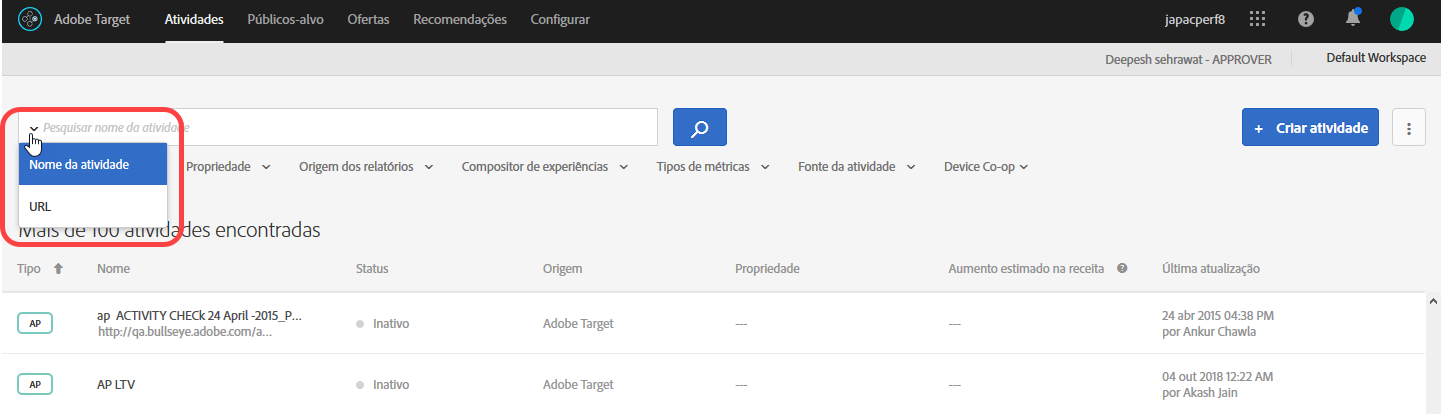 Adobe Target Atividades Públicos-alvo Ofertas Recomendações Configurar japacperf8
Deepesh sehrawat - APPROVER Default Workspace
Pesquisar nome da atividade
+ Criar atividade
Nome da atividade
URL
Propriedade Origem dos relatórios Compositor de experiências Tipos de métricas Fonte da atividade Device Co-op
Mais de 100 atividades encontradas
Tipo Nome Status Origem Propriedade Aumento estimado na receita ? Última atualização
AP ap ACTIVITY CHECk 24 April -2015_P... Inativo Adobe Target --- --- 24 abr 2015 04:38 PM
http://qa.bullseye.adobe.com/a... por Ankur Chawla
AP AP LTV Inativo Adobe Target --- --- 04 out 2018 12:22 AM
por Akash Jain